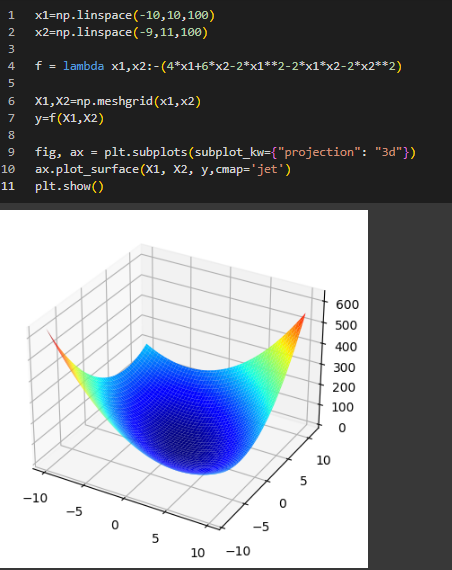 1 x1=np.linspace(-10,10,100)
2 x2=np.linspace(-9,11,100)
3
4 f = lambda x1,x2:-(4*x1+6*x2-2*x1**2-2*x1*x2-2*x2**2)
5
6 X1,X2=np.meshgrid(x1,x2)
7 y=f(X1,X2)
8
9 fig, ax = plt.subplots(subplot_kw={"projection": "3d"})
10 ax.plot_surface(X1, X2, y,cmap='jet')
11 plt.show()
600
500
400
300
200
100
0
10
5
0
−5
−10
−10
−5
0
5
10